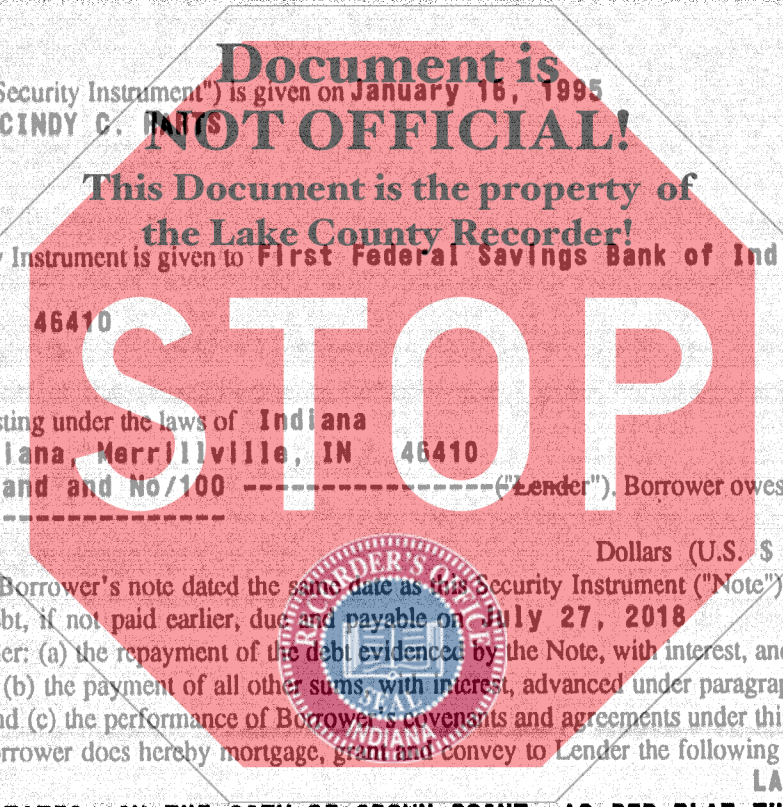 Document is
Security Instrument") is given on January 16, 1995
CINDY C.
NOT OFFICIAL!
This Document is the property of
the Lake County Recorder!
Instrument is given to First Federal Savings Bank of Ind
46410
STOP
sting under the laws of Indiana
iana, Merrillville, IN 46410
and and No/100 ------------------("Lender"). Borrower owes
----------------
Dollars (U.S. $
Borrower's note dated the same date as this Security Instrument ("Note")
bt, if not paid earlier, due and payable on July 27, 2018
er: (a) the repayment of the debt evidenced by the Note, with interest, and
(b) the payment of all other sums, with interest, advanced under paragrap
nd (c) the performance of Borrower's covenants and agreements under thi
orrower does hereby mortgage, grant and convey to Lender the following
RECORDER'S OFFICE
SEAL
INDIANA
LA